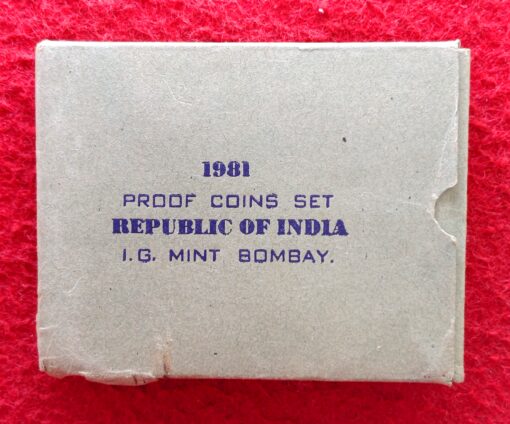 1981
PROOF COINS SET
REPUBLIC OF INDIA
I.G. MINT BOMBAY.